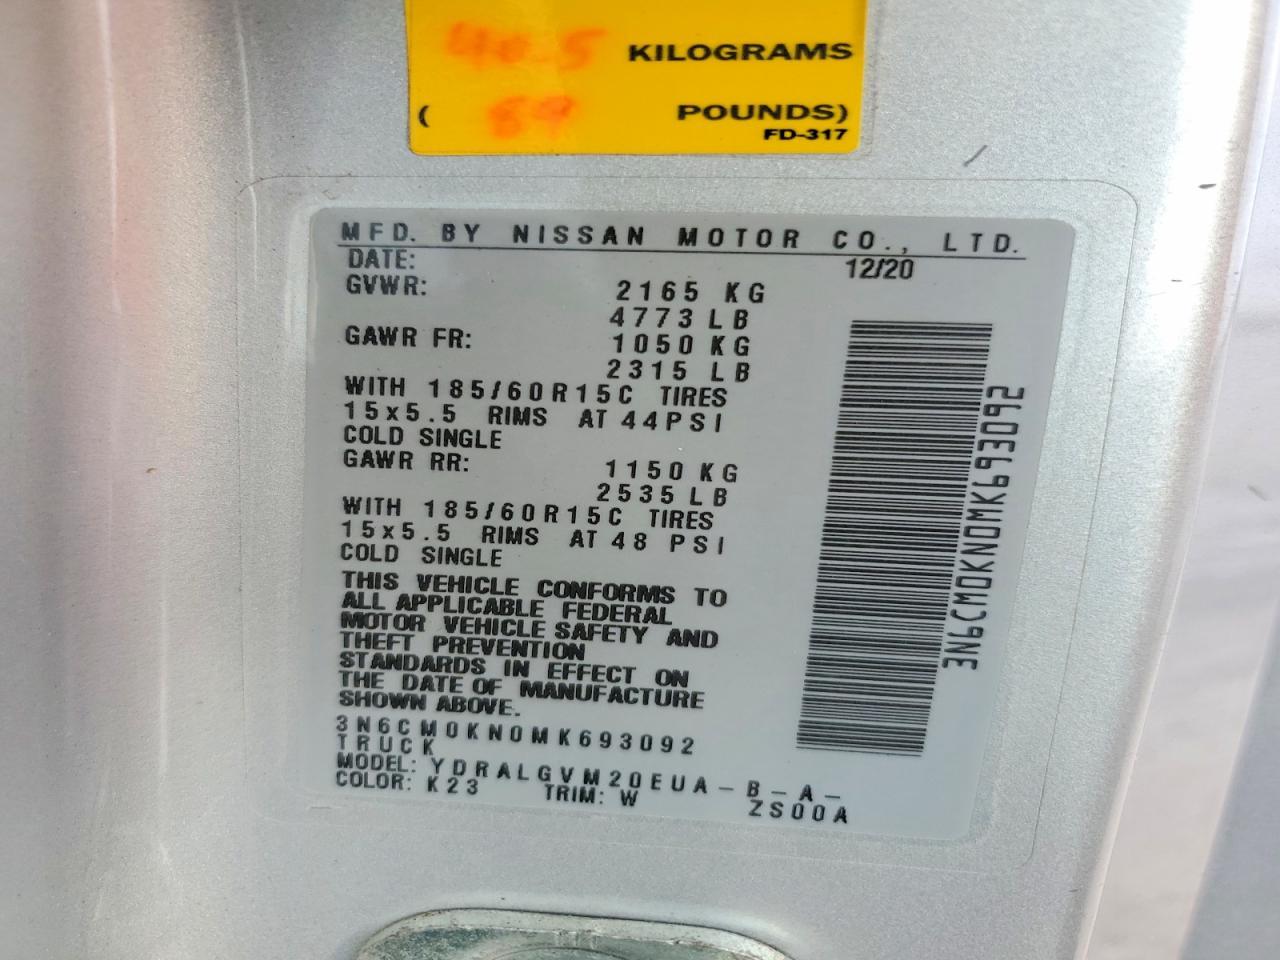 40.5 KILOGRAMS
( 89 POUNDS)
FD-317
MFD. BY NISSAN MOTOR CO., LTD.
DATE: 12/20
GVWR: 2165 KG
4773 LB
GAWR FR: 1050 KG
2315 LB
WITH 185/60R15C TIRES
15x5.5 RIMS AT 44PSI
COLD SINGLE
GAWR RR: 1150 KG
2535 LB
WITH 185/60R15C TIRES
15x5.5 RIMS AT 48 PSI
COLD SINGLE
THIS VEHICLE CONFORMS TO
ALL APPLICABLE FEDERAL
MOTOR VEHICLE SAFETY AND
THEFT PREVENTION
STANDARDS IN EFFECT ON
THE DATE OF MANUFACTURE
SHOWN ABOVE.
3N6CM0KN0MK693092
TRUCK
MODEL: YDRALGVM20EUA-B-A-
COLOR: K23 TRIM: W ZS00A
3N6CM0KN0MK693092